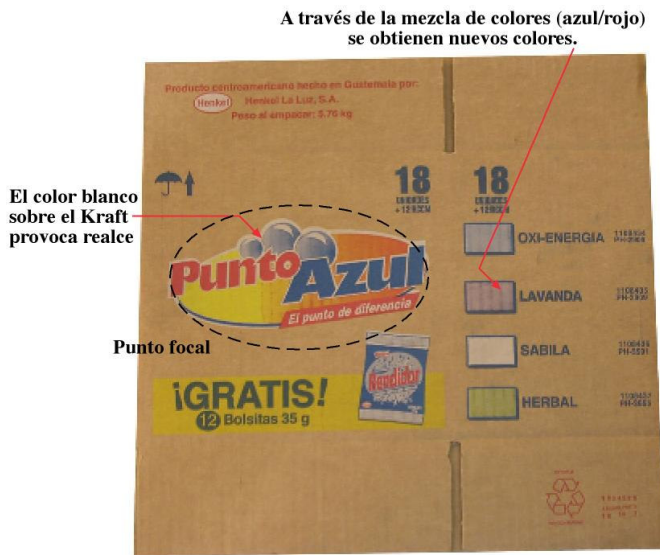 A través de la mezcla de colores (azul/rojo)
se obtienen nuevos colores.
Producto centroamericano hecho en Guatemala por:
Henkel
Henkel La Luz, S.A.
Peso al empacar: 5.76 kg
El color blanco
sobre el Kraft
provoca realce
18
18
Punto
Azul
El punto de diferencia
Punto focal
OXI-ENERGIA
LAVANDA
SABILA
HERBAL
Rendidor
¡GRATIS!
12 Bolsitas 35 g